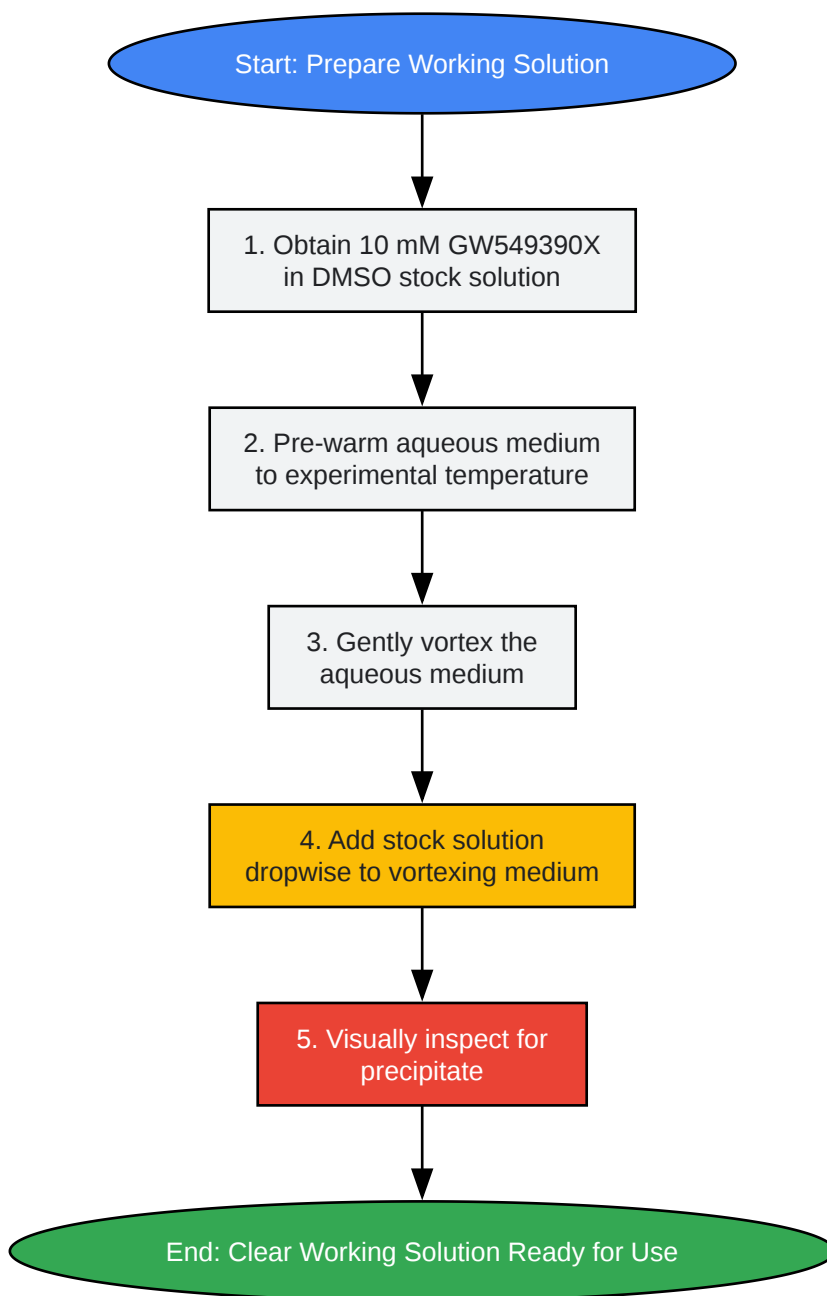 Start: Prepare Working Solution
1. Obtain 10 mM GW549390X
in DMSO stock solution
2. Pre-warm aqueous medium
to experimental temperature
3. Gently vortex the
aqueous medium
4. Add stock solution
dropwise to vortexing medium
5. Visually inspect for
precipitate
End: Clear Working Solution Ready for Use